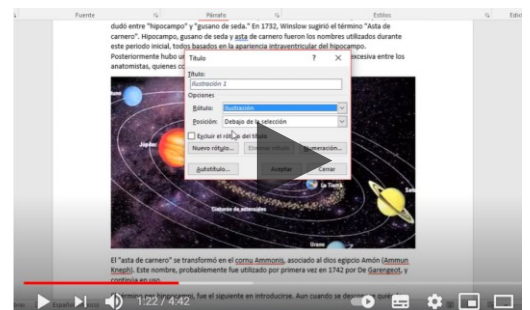 Fuente Párrafo Estilos Edici
dudó entre "hipocampo" y "gusano de seda." En 1732, Winslow sugirió el término "Asta de
carnero". Hipocampo, gusano de seda y asta de carnero fueron los nombres utilizados durante
este periodo inicial, todos basados en la apariencia intraventricular del hipocampo.
Posteriormente hubo u
excesiva entre los
anatomistas, quienes co
Título ? X
Título:
Ilustración 1
Opciones
Rótulo: Ilustración
Posición: Debajo de la selección
Excluir el rótulo del título
Nuevo rótulo... Eliminar rótulo Numeración...
Autotítulo... Aceptar Cerrar
Júpiter
La Tierra
Cinturón de asteroides
Urano
El "asta de carnero" se transformó en el cornu Ammonis, asociado al dios egipcio Amón (Ammun
Kneph). Este nombre, probablemente fue utilizado por primera vez en 1742 por De Garengeot, y
continúa en uso.
fue el siguiente en introducirse. Aun cuando se
1:22 / 4:42